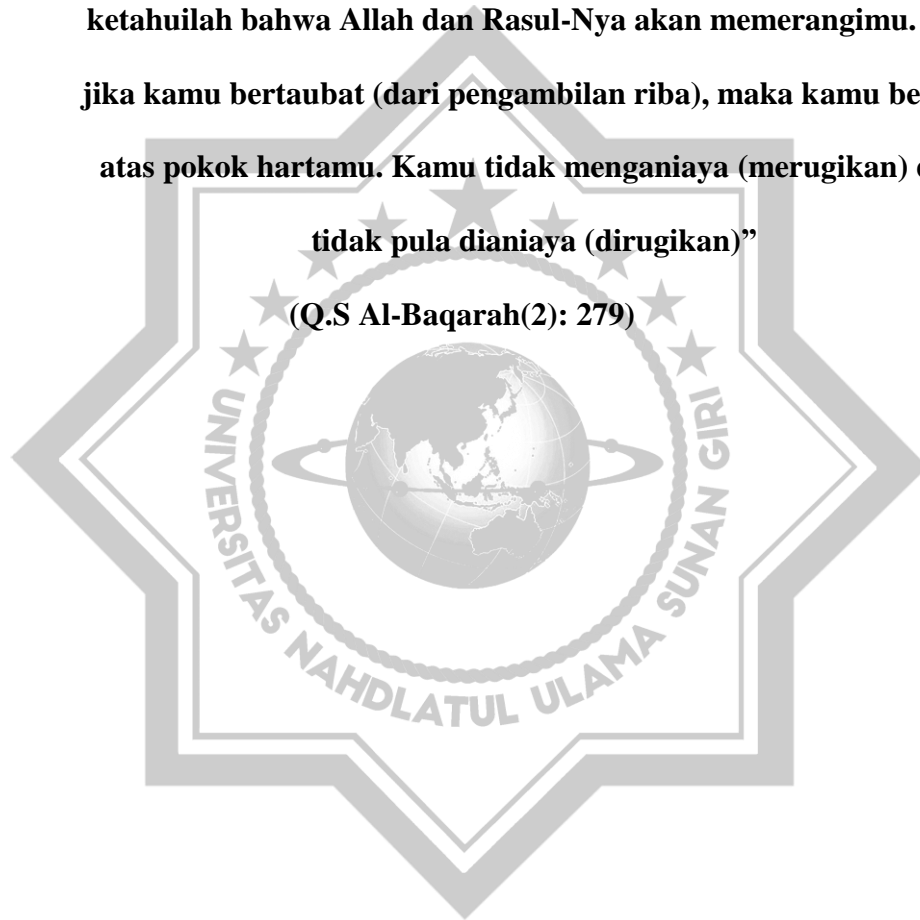 ketahuilah bahwa Allah dan Rasul-Nya akan memerangimu.
jika kamu bertaubat (dari pengambilan riba), maka kamu
atas pokok hartamu. Kamu tidak menganiaya (merugikan)
tidak pula dianiaya (dirugikan)”
(Q.S Al-Baqarah(2): 279)
UNIVERSITAS NAHDLATUL ULAMA SUNAN GIRI